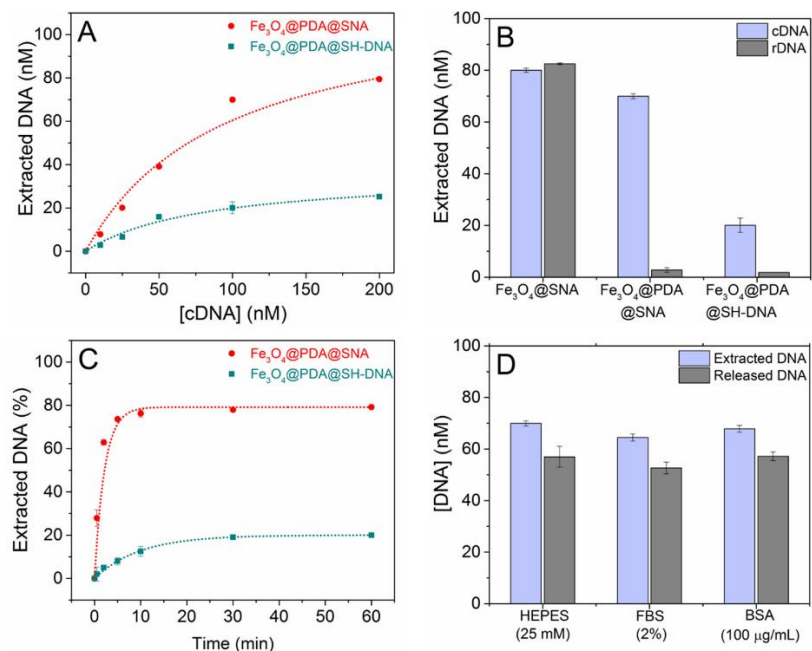 A
Fe₃O₄@PDA@SNA
Fe₃O₄@PDA@SH-DNA
Extracted DNA (nM)
100
80
60
40
20
0
0 50 100 150 200
[cDNA] (nM)
B
cDNA
rDNA
Extracted DNA (nM)
100
80
60
40
20
0
Fe₃O₄@SNA Fe₃O₄@PDA Fe₃O₄@PDA
@SNA @SH-DNA
C
Fe₃O₄@PDA@SNA
Fe₃O₄@PDA@SH-DNA
Extracted DNA (%)
100
80
60
40
20
0
0 10 20 30 40 50 60
Time (min)
D
Extracted DNA
Released DNA
[DNA] (nM)
100
80
60
40
20
0
HEPES FBS BSA
(25 mM) (2%) (100 μg/mL)